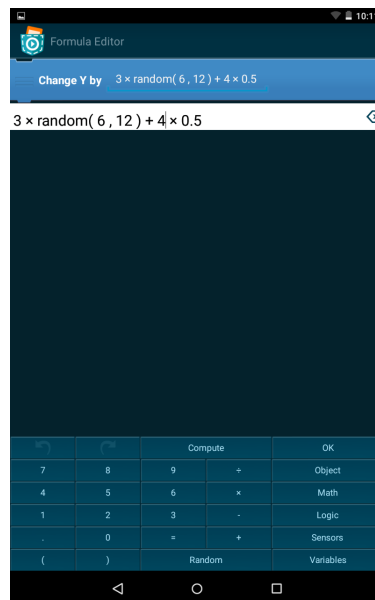 10:1
Formula Editor
Change Y by 3 × random( 6 , 12 ) + 4 × 0.5
3 × random( 6 , 12 ) + 4 × 0.5
Compute OK
7 8 9 ÷ Object
4 5 6 × Math
1 2 3 - Logic
. 0 = + Sensors
( ) Random Variables